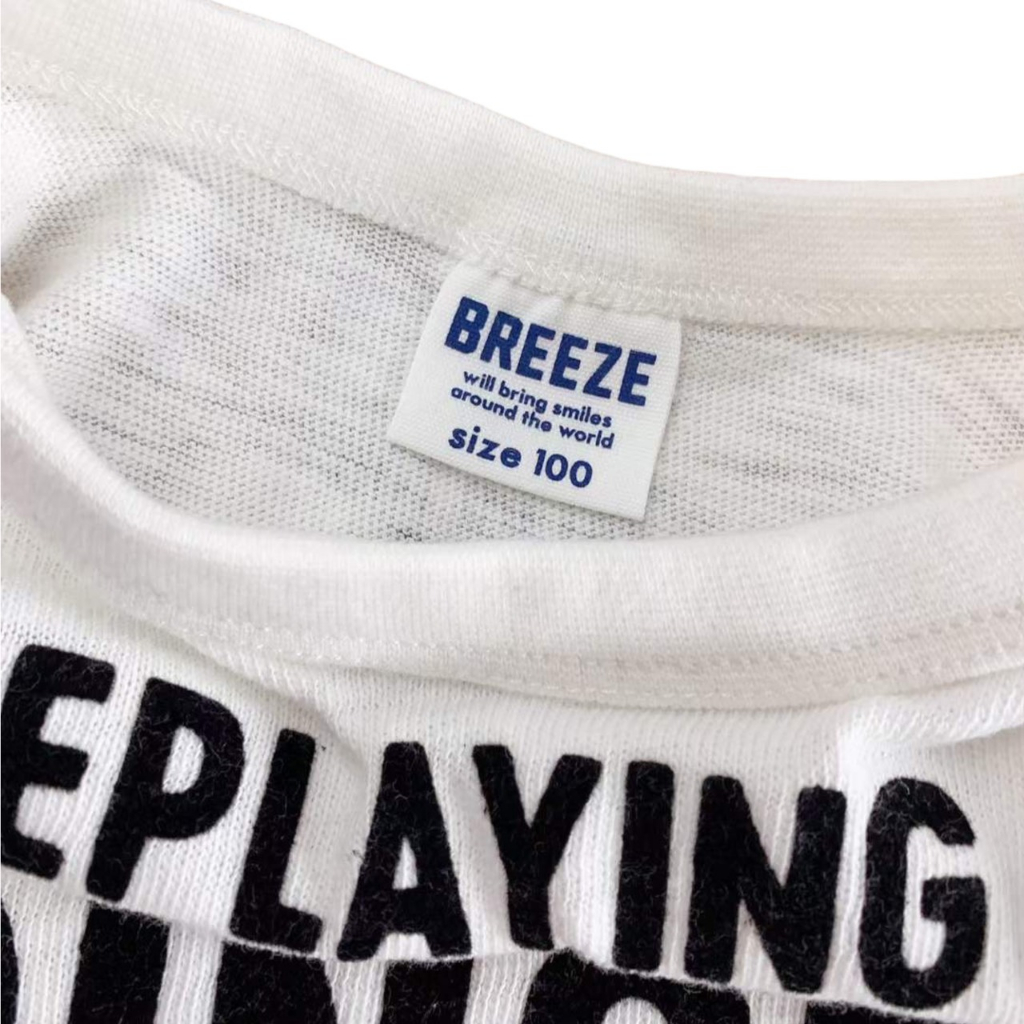 BREEZE
will bring smiles
around the world
size 100
EPLAYING